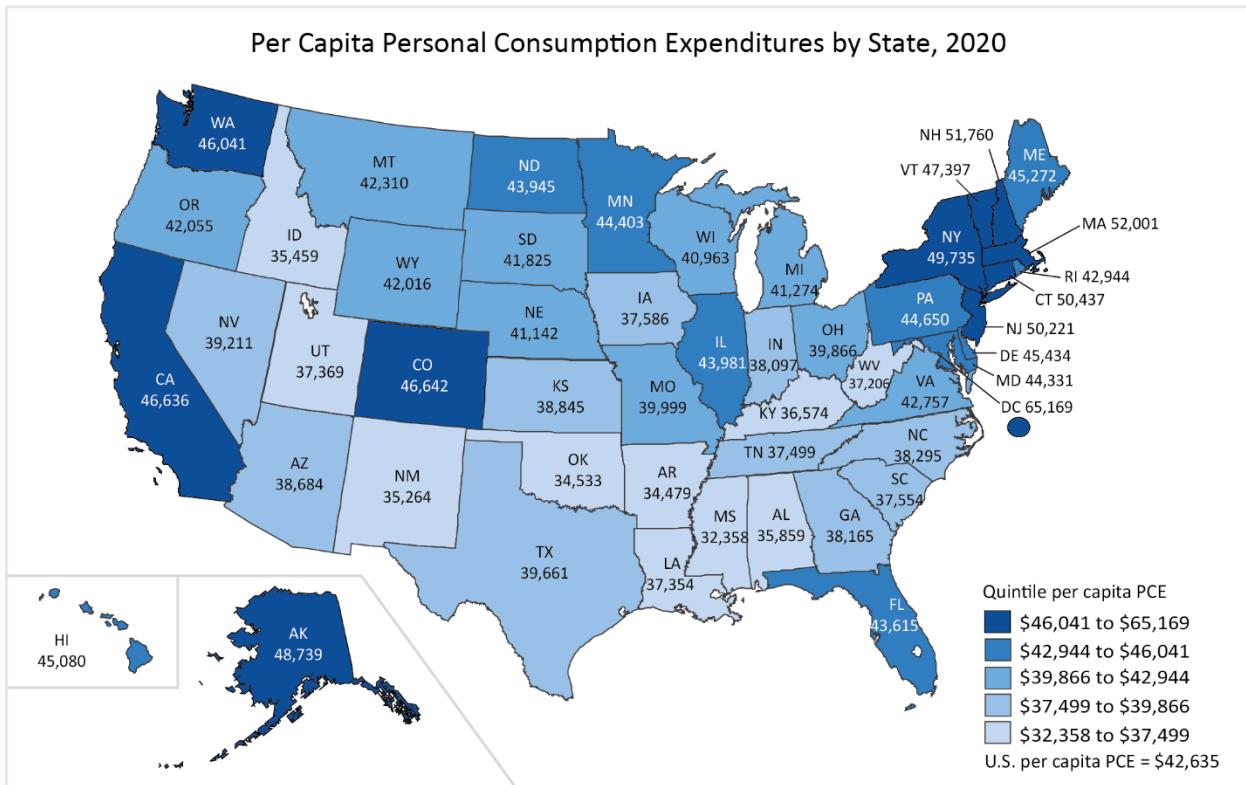 Per Capita Personal Consumption Expenditures by State, 2020
WA
46,041
MT
42,310
ND
43,945
MN
44,403
NH 51,760
VT 47,397
ME
45,272
OR
42,055
ID
35,459
WY
42,016
SD
41,825
WI
40,963
MI
41,274
NY
49,735
MA 52,001
RI 42,944
CT 50,437
NV
39,211
UT
37,369
CO
46,642
NE
41,142
IA
37,586
IL
43,981
IN
38,097
OH
39,866
PA
44,650
NJ 50,221
DE 45,434
MD 44,331
DC 65,169
CA
46,636
KS
38,845
MO
39,999
KY 36,574
WV
37,206
VA
42,757
AZ
38,684
NM
35,264
OK
34,533
AR
34,479
TN 37,499
NC
38,295
SC
37,554
TX
39,661
LA
37,354
MS
32,358
AL
35,859
GA
38,165
FL
43,615
HI
45,080
AK
48,739
Quintile per capita PCE
$46,041 to $65,169
$42,944 to $46,041
$39,866 to $42,944
$37,499 to $39,866
$32,358 to $37,499
U.S. per capita PCE = $42,635